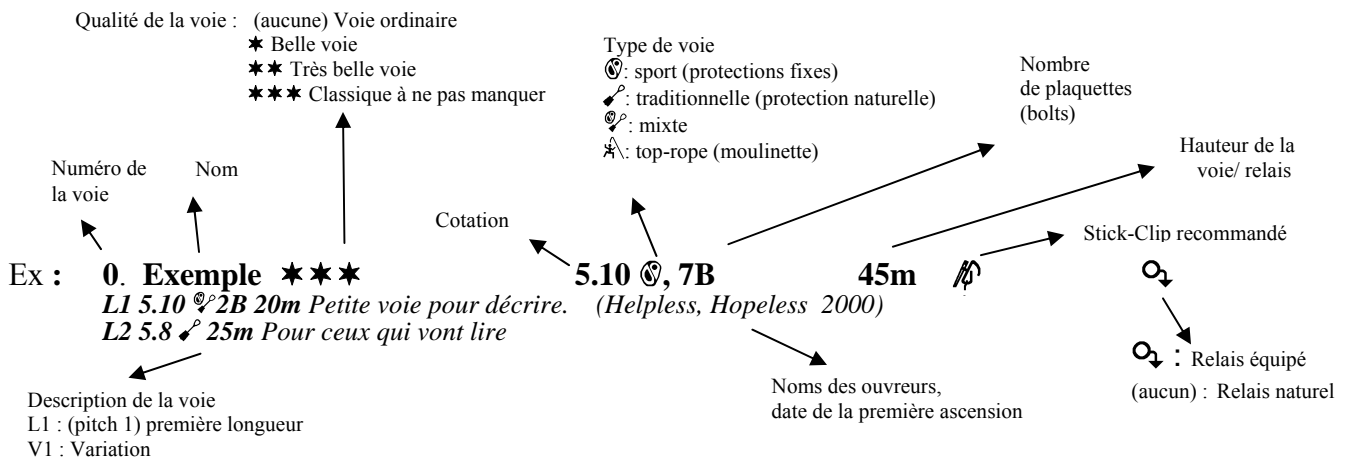 Qualité de la voie : (aucune) Voie ordinaire
✶ Belle voie
✶✶ Très belle voie
✶✶✶ Classique à ne pas manquer
Type de voie
: sport (protections fixes)
: traditionnelle (protection naturelle)
: mixte
: top-rope (moulinette)
Nombre
de plaquettes
(bolts)
Hauteur de la
voie/ relais
Numéro de
la voie
Nom
Cotation
Stick-Clip recommandé
Ex : 0. Exemple ✶✶✶ 5.10 , 7B 45m
L1 5.10 2B 20m Petite voie pour décrire. (Helpless, Hopeless 2000)
L2 5.8 25m Pour ceux qui vont lire
: Relais équipé
(aucun) : Relais naturel
Noms des ouvreurs,
date de la première ascension
Description de la voie
L1 : (pitch 1) première longueur
V1 : Variation